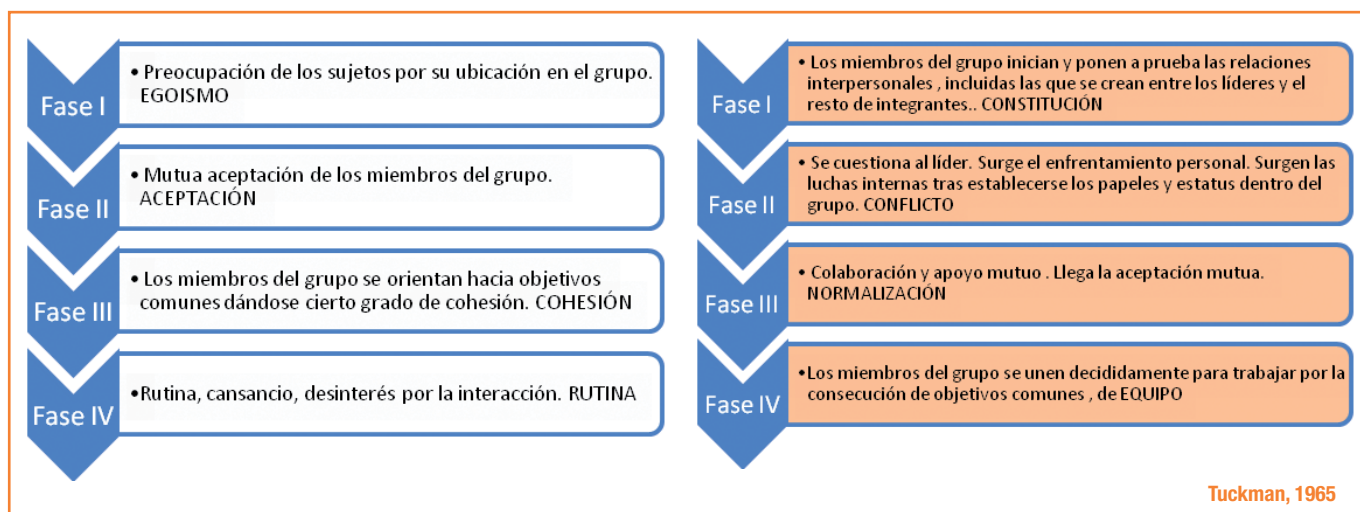 Fase I
• Preocupación de los sujetos por su ubicación en el grupo.
EGOISMO
Fase II
• Mutua aceptación de los miembros del grupo.
ACEPTACIÓN
Fase III
• Los miembros del grupo se orientan hacia objetivos
comunes dándose cierto grado de cohesión. COHESIÓN
Fase IV
•Rutina, cansancio, desinterés por la interacción. RUTINA
Fase I
• Los miembros del grupo inician y ponen a prueba las relaciones
interpersonales , incluidas las que se crean entre los líderes y el
resto de integrantes.. CONSTITUCIÓN
Fase II
• Se cuestiona al líder. Surge el enfrentamiento personal. Surgen las
luchas internas tras establecerse los papeles y estatus dentro del
grupo. CONFLICTO
Fase III
• Colaboración y apoyo mutuo . Llega la aceptación mutua.
NORMALIZACIÓN
Fase IV
•Los miembros del grupo se unen decididamente para trabajar por la
consecución de objetivos comunes , de EQUIPO
Tuckman, 1965